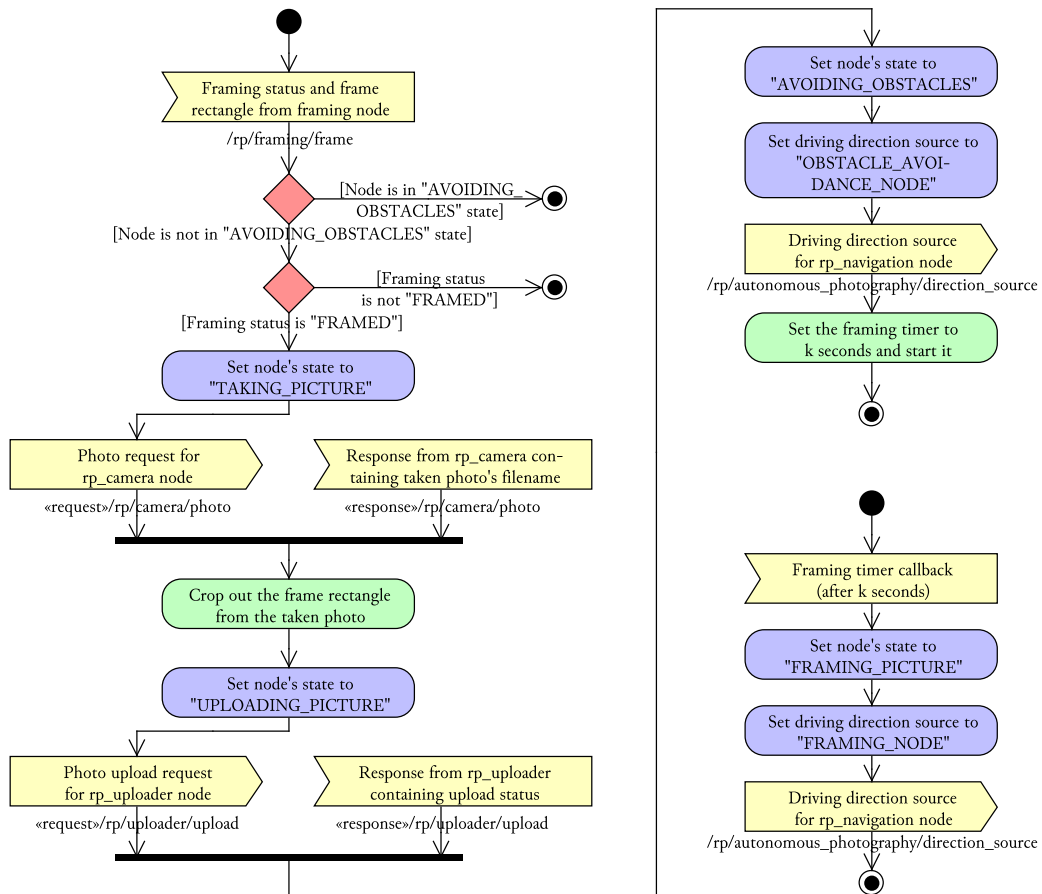 Framing status and frame
rectangle from framing node
/rp/framing/frame
[Node is in "AVOIDING_
OBSTACLES" state]
[Node is not in "AVOIDING_OBSTACLES" state]
[Framing status
is not "FRAMED"]
[Framing status is "FRAMED"]
Set node's state to
"TAKING_PICTURE"
Photo request for
rp_camera node
«request»/rp/camera/photo
Response from rp_camera con-
taining taken photo's filename
«response»/rp/camera/photo
Crop out the frame rectangle
from the taken photo
Set node's state to
"UPLOADING_PICTURE"
Photo upload request
for rp_uploader node
«request»/rp/uploader/upload
Response from rp_uploader
containing upload status
«response»/rp/uploader/upload
Set node's state to
"AVOIDING_OBSTACLES"
Set driving direction source to
"OBSTACLE_AVOI-
DANCE_NODE"
Driving direction source
for rp_navigation node
/rp/autonomous_photography/direction_source
Set the framing timer to
k seconds and start it
Framing timer callback
(after k seconds)
Set node's state to
"FRAMING_PICTURE"
Set driving direction source to
"FRAMING_NODE"
Driving direction source
for rp_navigation node
/rp/autonomous_photography/direction_source